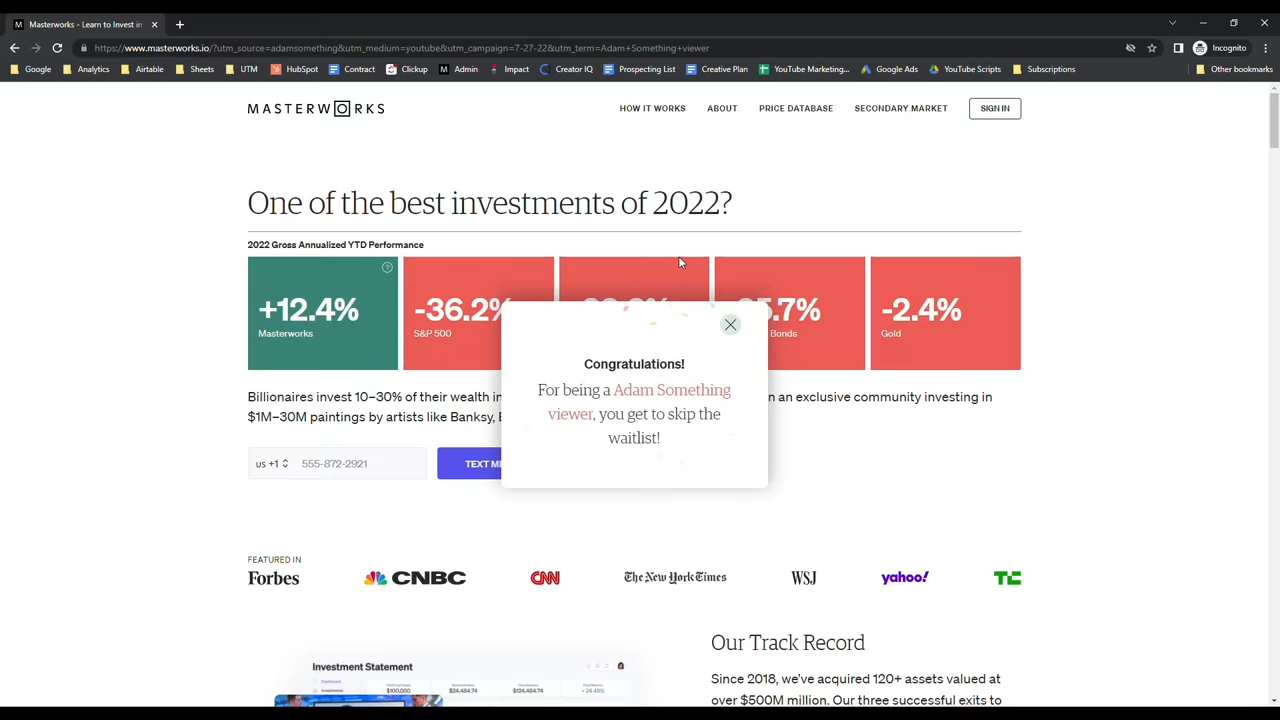 Masterworks - Learn to Invest in
https://www.masterworks.io/?utm_source=adamsomething&utm_medium=youtube&utm_campaign=7-27-22&utm_term=Adam+Something+viewer
Incognito
Google Analytics Airtable Sheets UTM HubSpot Contract Clickup Admin Impact Creator IQ Prospecting List Creative Plan YouTube Marketing... Google Ads YouTube Scripts Subscriptions Other bookmarks
MASTERWORKS
HOW IT WORKS ABOUT PRICE DATABASE SECONDARY MARKET SIGN IN
One of the best investments of 2022?
2022 Gross Annualized YTD Performance
+12.4% -36.2% 5.7% -2.4%
Masterworks S&P 500 Bonds Gold
Congratulations!
For being a Adam Something
viewer, you get to skip the
waitlist!
Billionaires invest 10–30% of their wealth in an exclusive community investing in
$1M–30M paintings by artists like Banksy,
us +1 555-872-2921 TEXT
FEATURED IN
Forbes CNBC CNN The New York Times WSJ yahoo! TC
Our Track Record
Since 2018, we've acquired 120+ assets valued at
over $500M million. Our three successful exits to
Investment Statement
Dashboard
Investments $100,000 $24,484.74 $124,484.74 + 24.48%